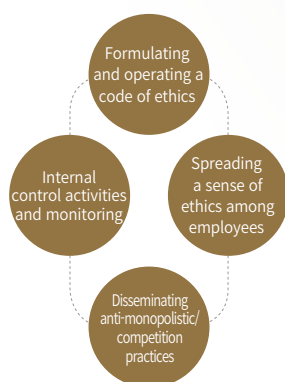 Formulating
and operating a
code of ethics
Internal
control activities
and monitoring
Spreading
a sense of
ethics among
employees
Disseminating
anti-monopolistic/
competition
practices